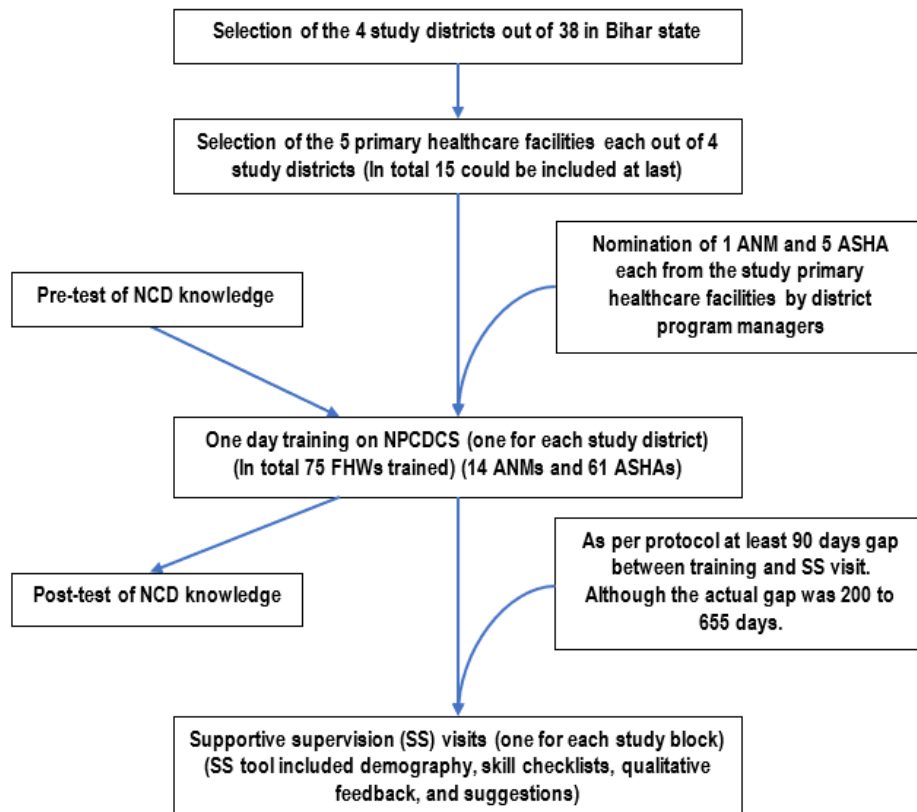 Selection of the 4 study districts out of 38 in Bihar state
Selection of the 5 primary healthcare facilities each out of 4
study districts (In total 15 could be included at last)
Nomination of 1 ANM and 5 ASHA
each from the study primary
healthcare facilities by district
program managers
Pre-test of NCD knowledge
One day training on NPCDCS (one for each study district)
(In total 75 FHWs trained) (14 ANMs and 61 ASHAs)
As per protocol at least 90 days gap
between training and SS visit.
Although the actual gap was 200 to
655 days.
Post-test of NCD knowledge
Supportive supervision (SS) visits (one for each study block)
(SS tool included demography, skill checklists, qualitative
feedback, and suggestions)